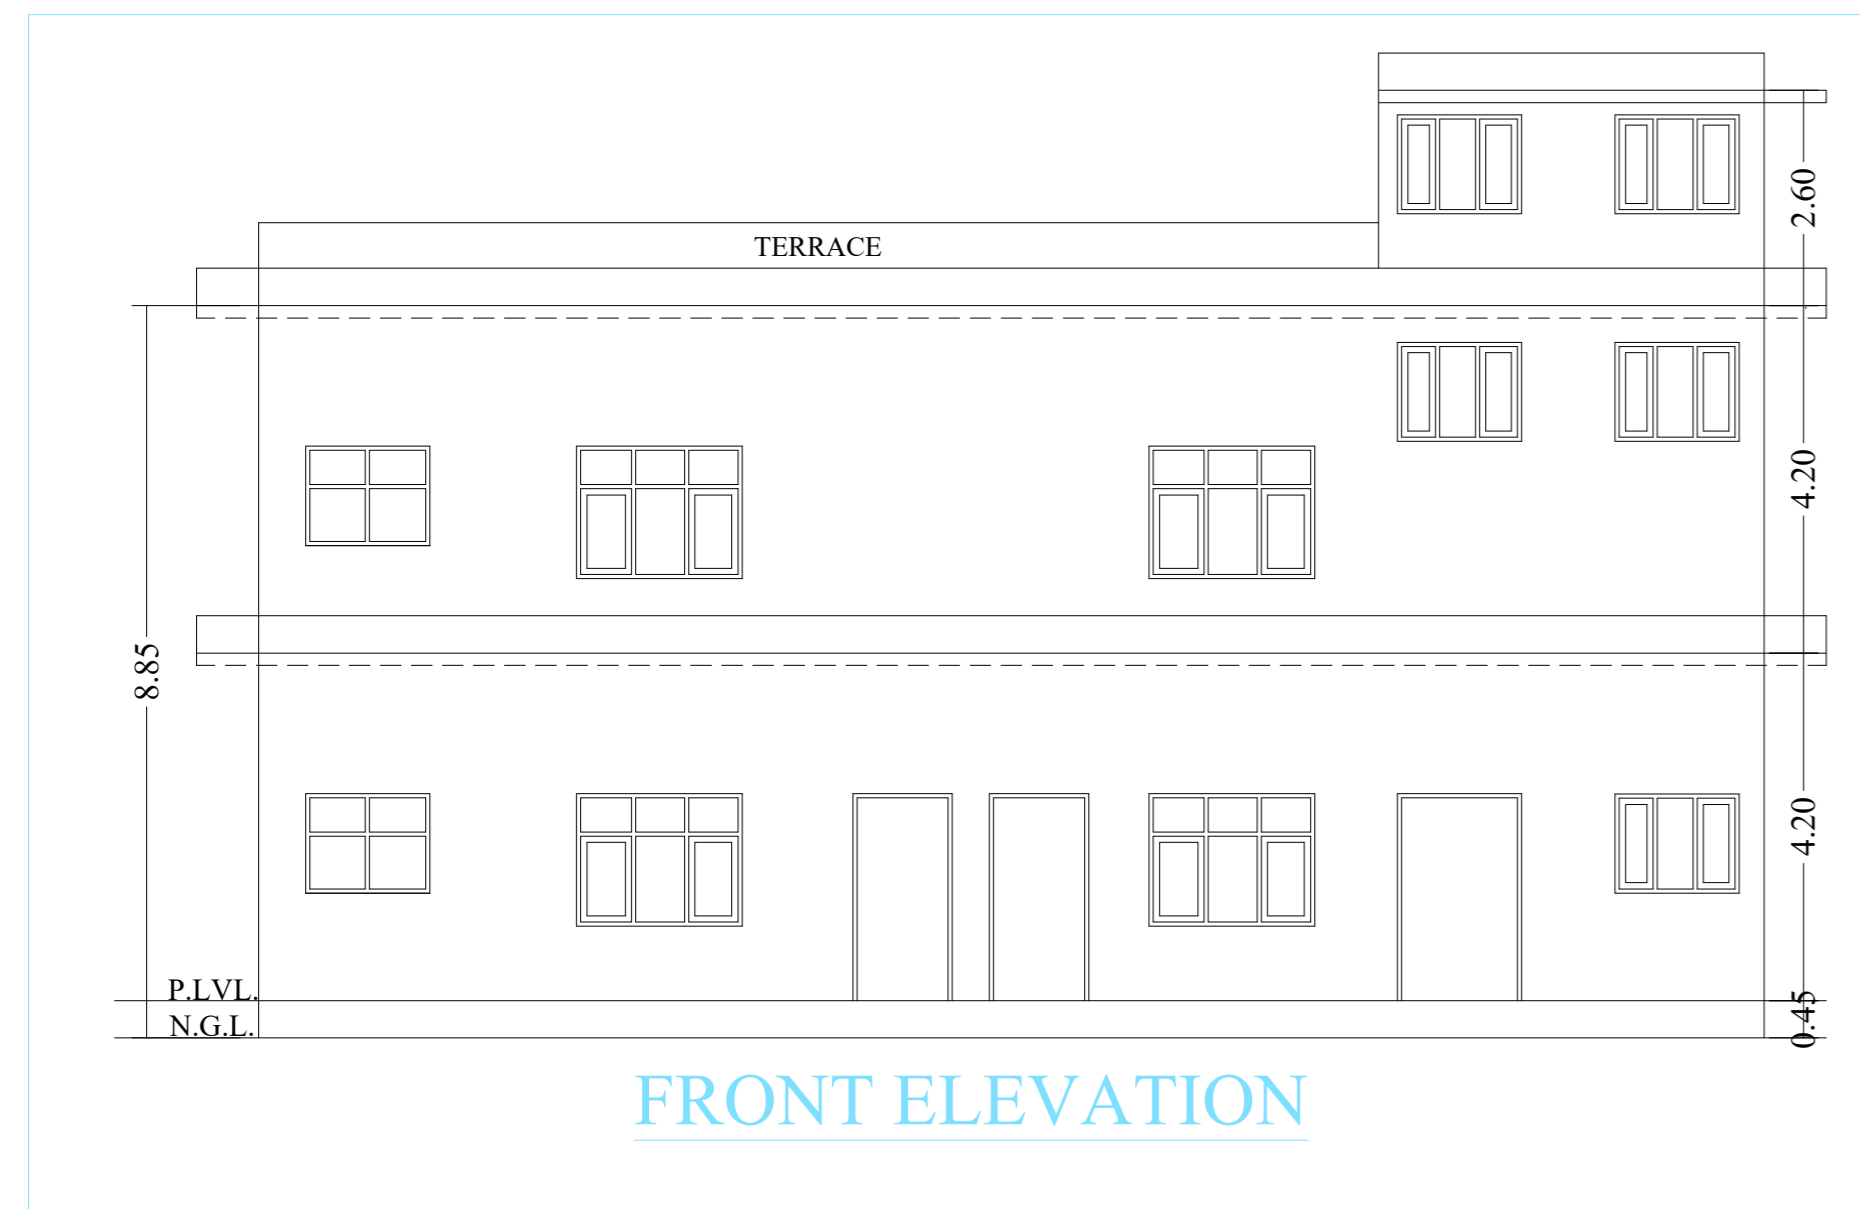 2.60
TERRACE
4.20
8.85
4.20
P.LVL.
0.45
N.G.L.
FRONT ELEVATION